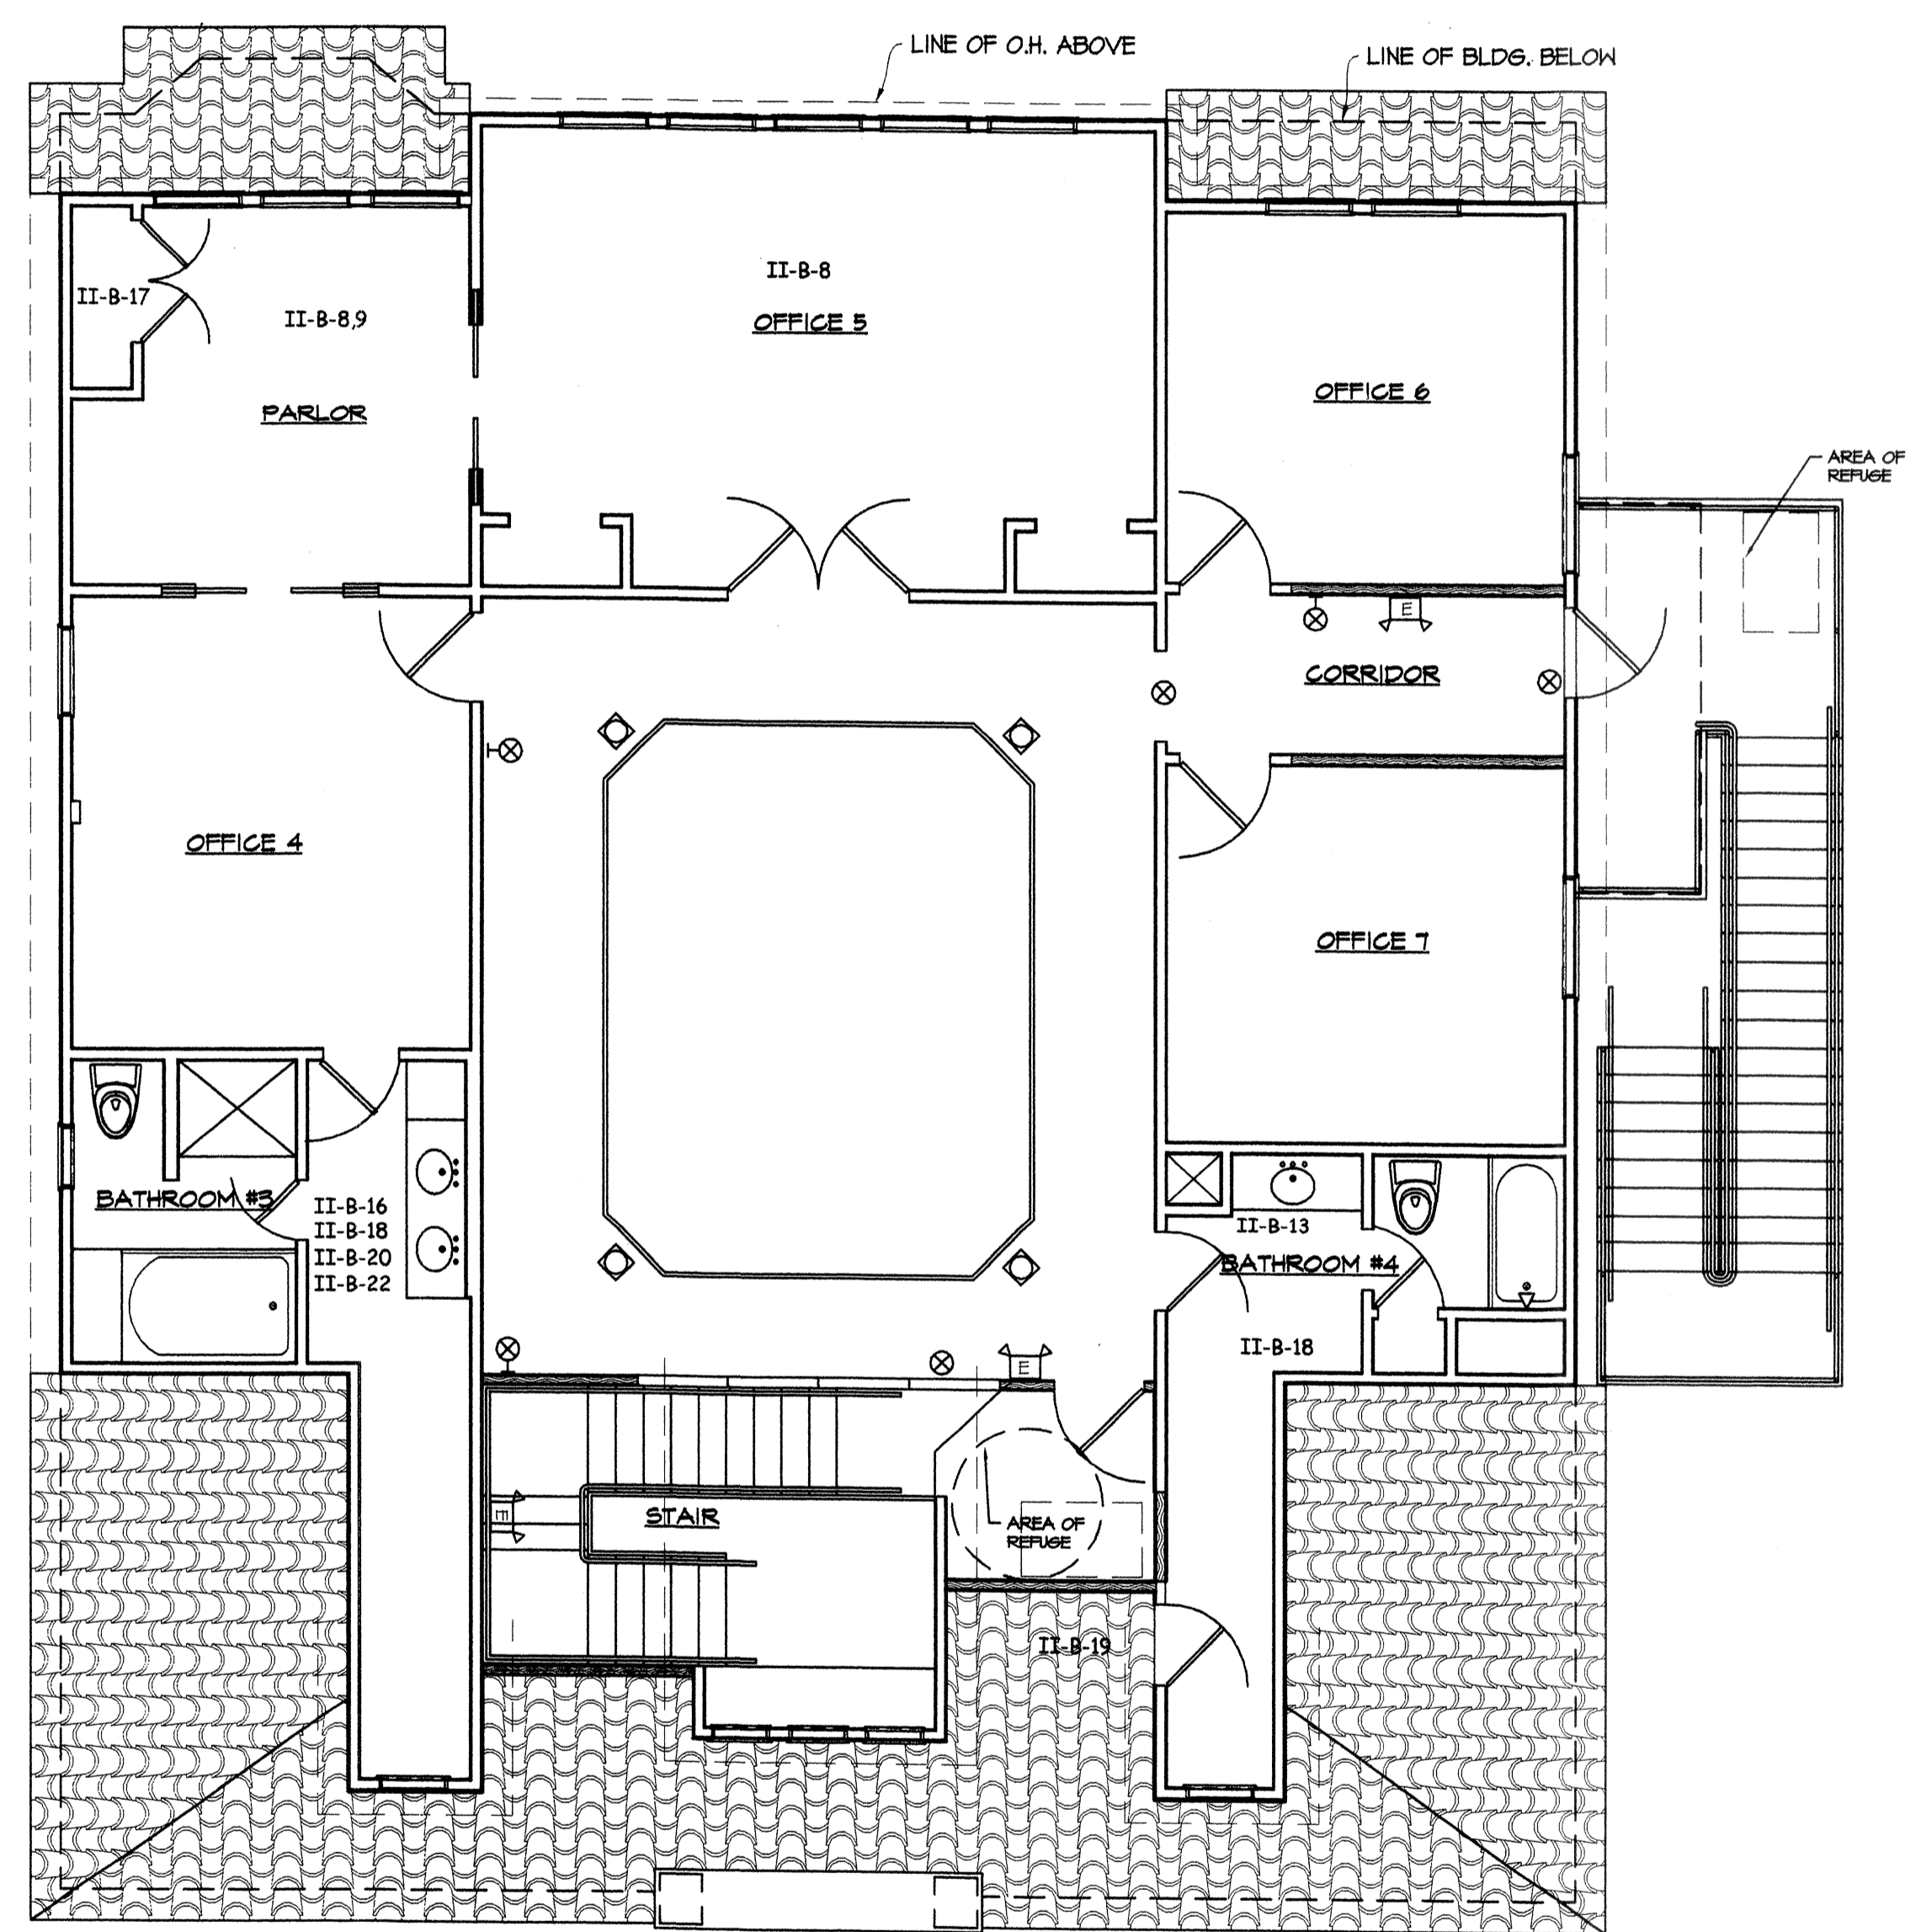 LINE OF O.H. ABOVE
LINE OF BLDG. BELOW
II-B-17
II-B-8,9
PARLOR
II-B-8
OFFICE 5
OFFICE 6
AREA OF
REFUGE
E
CORRIDOR
OFFICE 4
OFFICE 7
BATHROOM #3
II-B-16
II-B-18
II-B-20
II-B-22
II-B-13
BATHROOM #4
II-B-18
E
E
STAIR
AREA OF
REFUGE
II-B-19